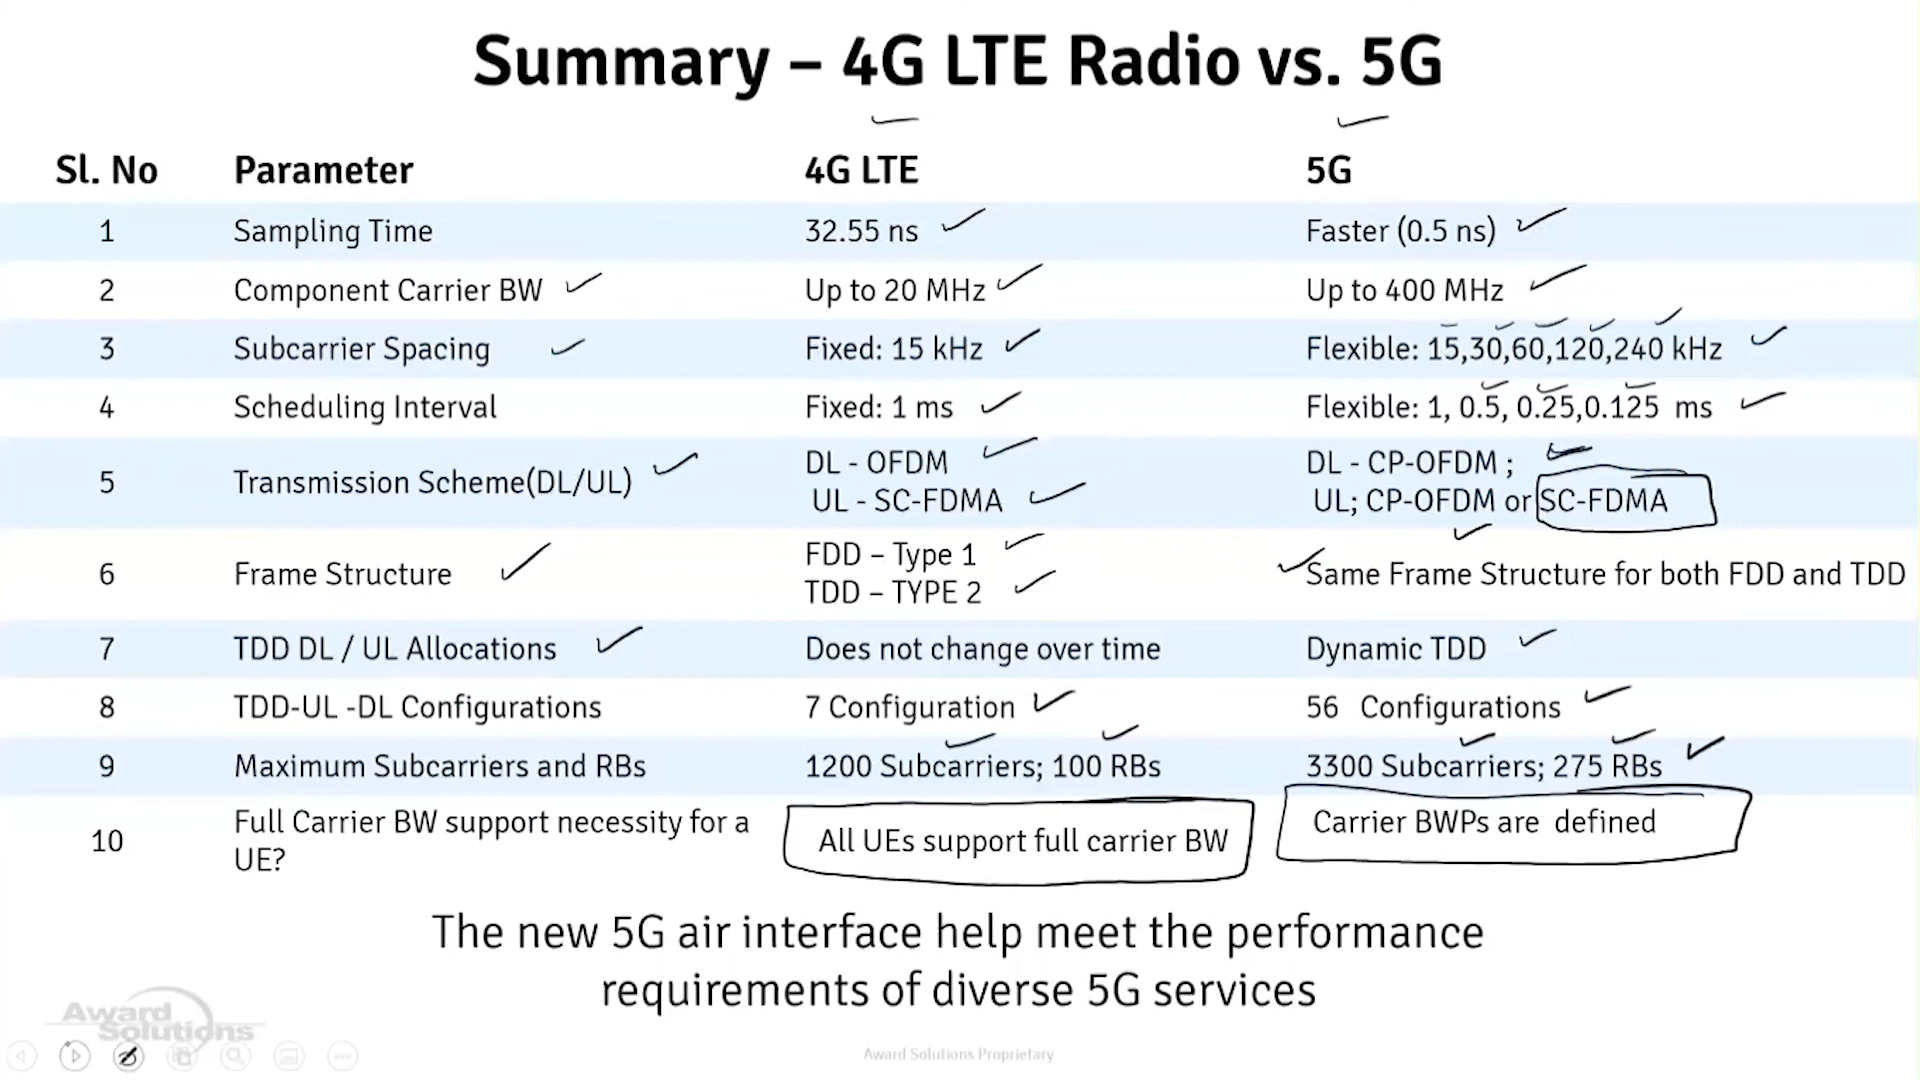 Summary – 4G LTE Radio vs. 5G
Sl. No Parameter 4G LTE 5G
1 Sampling Time 32.55 ns Faster (0.5 ns)
2 Component Carrier BW Up to 20 MHz Up to 400 MHz
3 Subcarrier Spacing Fixed: 15 kHz Flexible: 15,30,60,120,240 kHz
4 Scheduling Interval Fixed: 1 ms Flexible: 1, 0.5, 0.25,0.125 ms
5 Transmission Scheme(DL/UL) DL - OFDM DL - CP-OFDM ;
UL - SC-FDMA UL; CP-OFDM or SC-FDMA
6 Frame Structure FDD – Type 1 Same Frame Structure for both FDD and TDD
TDD – TYPE 2
7 TDD DL / UL Allocations Does not change over time Dynamic TDD
8 TDD-UL -DL Configurations 7 Configuration 56 Configurations
9 Maximum Subcarriers and RBs 1200 Subcarriers; 100 RBs 3300 Subcarriers; 275 RBs
10 Full Carrier BW support necessity for a All UEs support full carrier BW Carrier BWPs are defined
UE?
The new 5G air interface help meet the performance
requirements of diverse 5G services
Award
Solutions
Award Solutions Proprietary